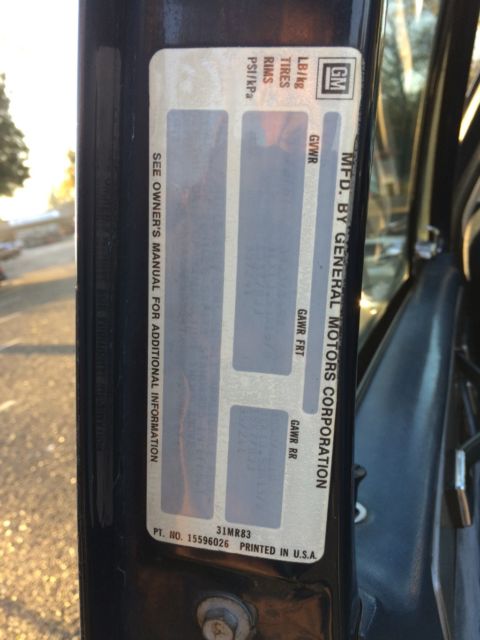 GM
MFD. BY GENERAL MOTORS CORPORATION
GVWR
GAWR FRT
GAWR RR
LB/kg
TIRES
RIMS
PSI/kPa
SEE OWNER'S MANUAL FOR ADDITIONAL INFORMATION
31MR83
PT. NO. 15596026 PRINTED IN U.S.A.